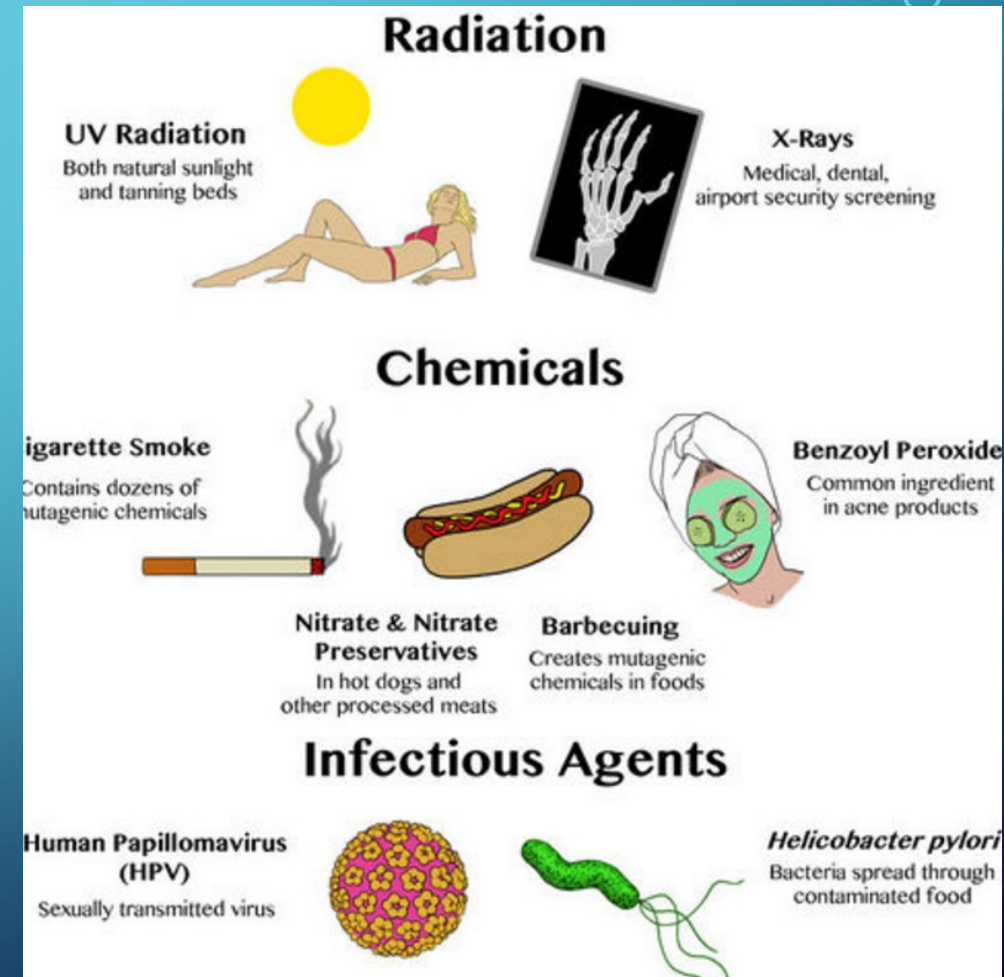 Radiation
UV Radiation
Both natural sunlight
and tanning beds
X-Rays
Medical, dental,
airport security screening
Chemicals
igarette Smoke
Contains dozens of
utagenic chemicals
Benzoyl Peroxide
Common ingredient
in acne products
Nitrate & Nitrate
Preservatives
In hot dogs and
other processed meats
Barbecuing
Creates mutagenic
chemicals in foods
Infectious Agents
Human Papillomavirus
(HPV)
Sexually transmitted virus
Helicobacter pylori
Bacteria spread through
contaminated food